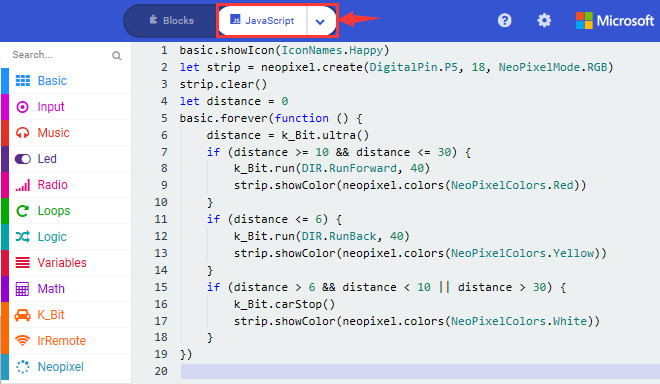 Blocks
JavaScript
Microsoft
Search...
Basic
Input
Music
Led
Radio
Loops
Logic
Variables
Math
K_Bit
IrRemote
Neopixel
1 basic.showIcon(IconNames.Happy)
2 let strip = neopixel.create(DigitalPin.P5, 18, NeoPixelMode.RGB)
3 strip.clear()
4 let distance = 0
5 basic.forever(function () {
6     distance = k_Bit.ultra()
7     if (distance >= 10 && distance <= 30) {
8         k_Bit.run(DIR.RunForward, 40)
9         strip.showColor(neopixel.colors(NeoPixelColors.Red))
10     }
11     if (distance <= 6) {
12         k_Bit.run(DIR.RunBack, 40)
13         strip.showColor(neopixel.colors(NeoPixelColors.Yellow))
14     }
15     if (distance > 6 && distance < 10 || distance > 30) {
16         k_Bit.carStop()
17         strip.showColor(neopixel.colors(NeoPixelColors.White))
18     }
19 })
20